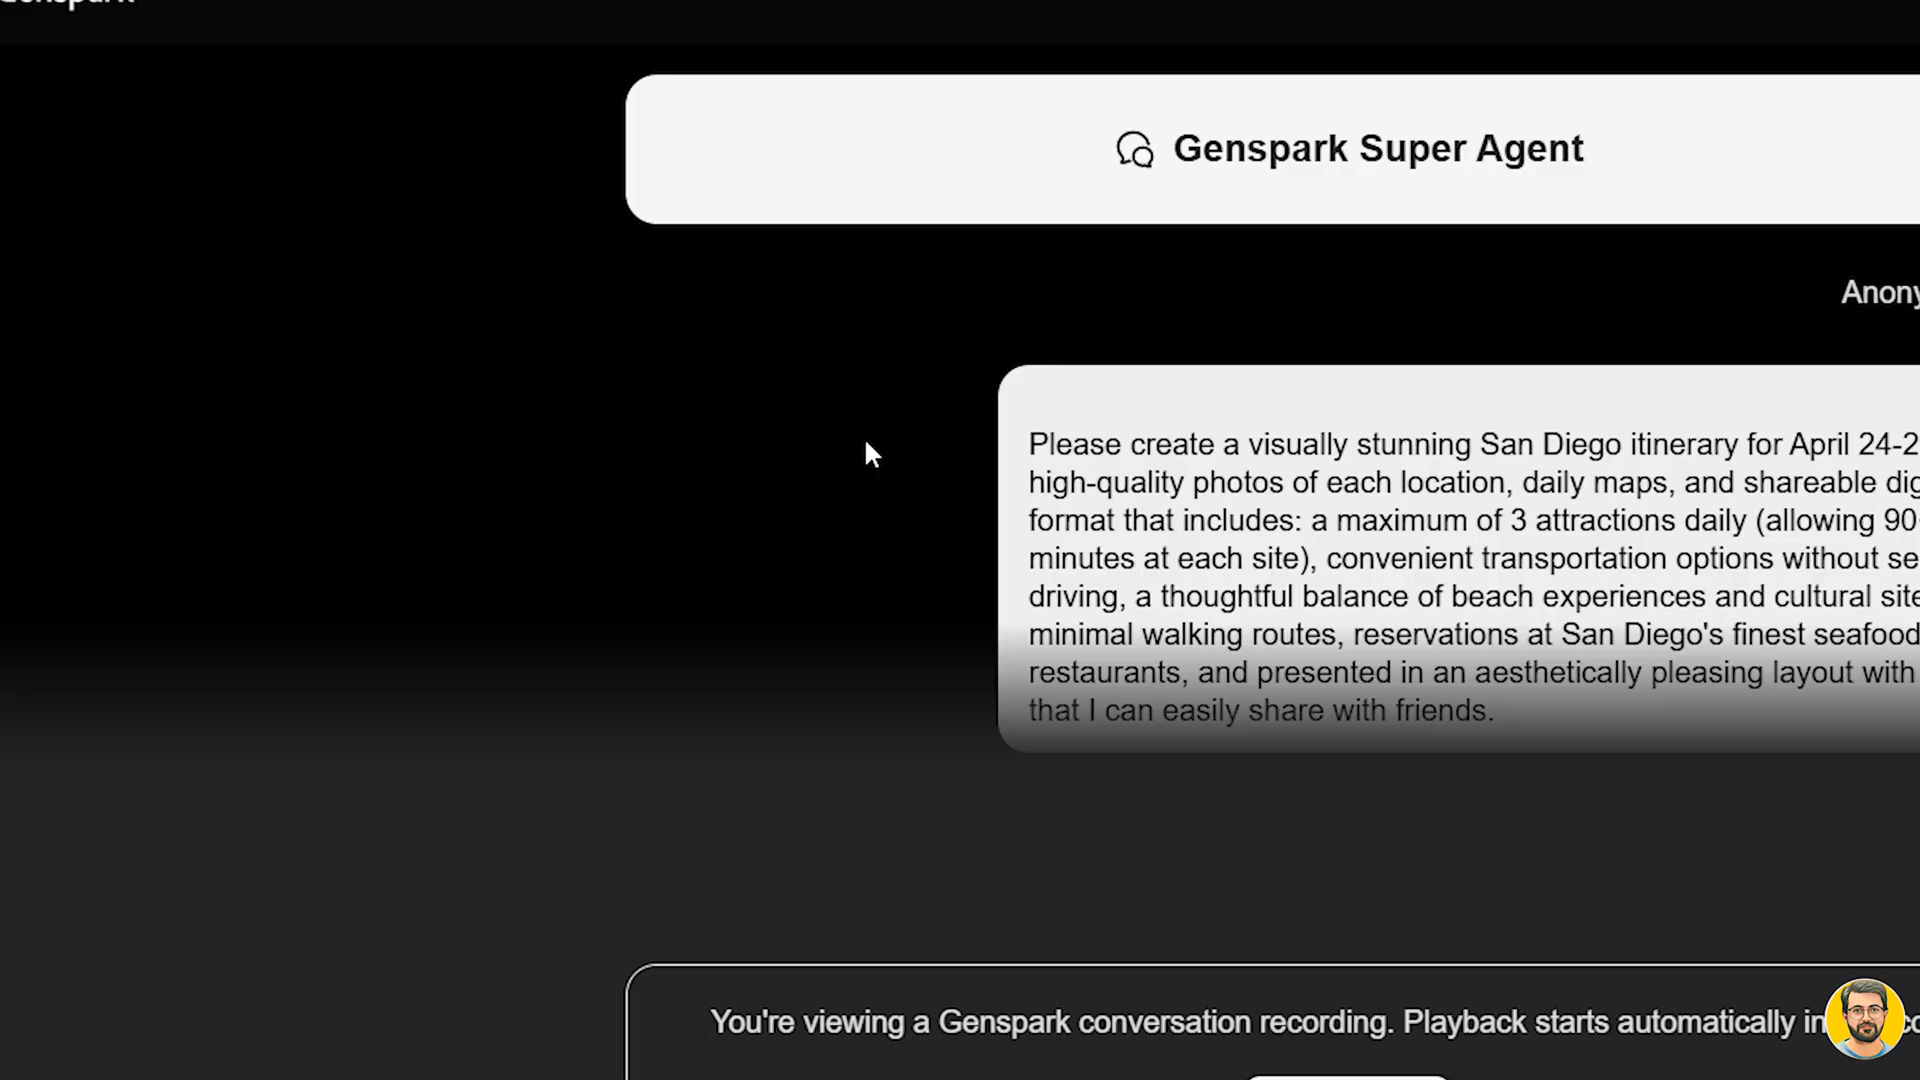 Genspark
Genspark Super Agent
Anony
Please create a visually stunning San Diego itinerary for April 24-2
high-quality photos of each location, daily maps, and shareable dig
format that includes: a maximum of 3 attractions daily (allowing 90-
minutes at each site), convenient transportation options without se
driving, a thoughtful balance of beach experiences and cultural site
minimal walking routes, reservations at San Diego's finest seafood
restaurants, and presented in an aesthetically pleasing layout with
that I can easily share with friends.
You're viewing a Genspark conversation recording. Playback starts automatically in